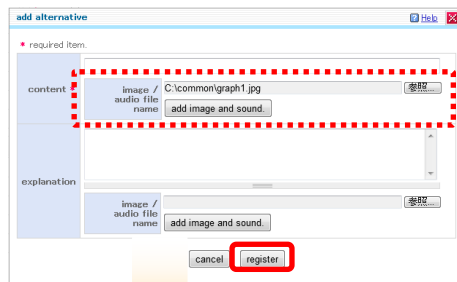 add alternative
Help
* required item.
content *
image / audio file name
C:\common\graph1.jpg
参照...
add image and sound.
explanation
image / audio file name
参照...
add image and sound.
cancel
register